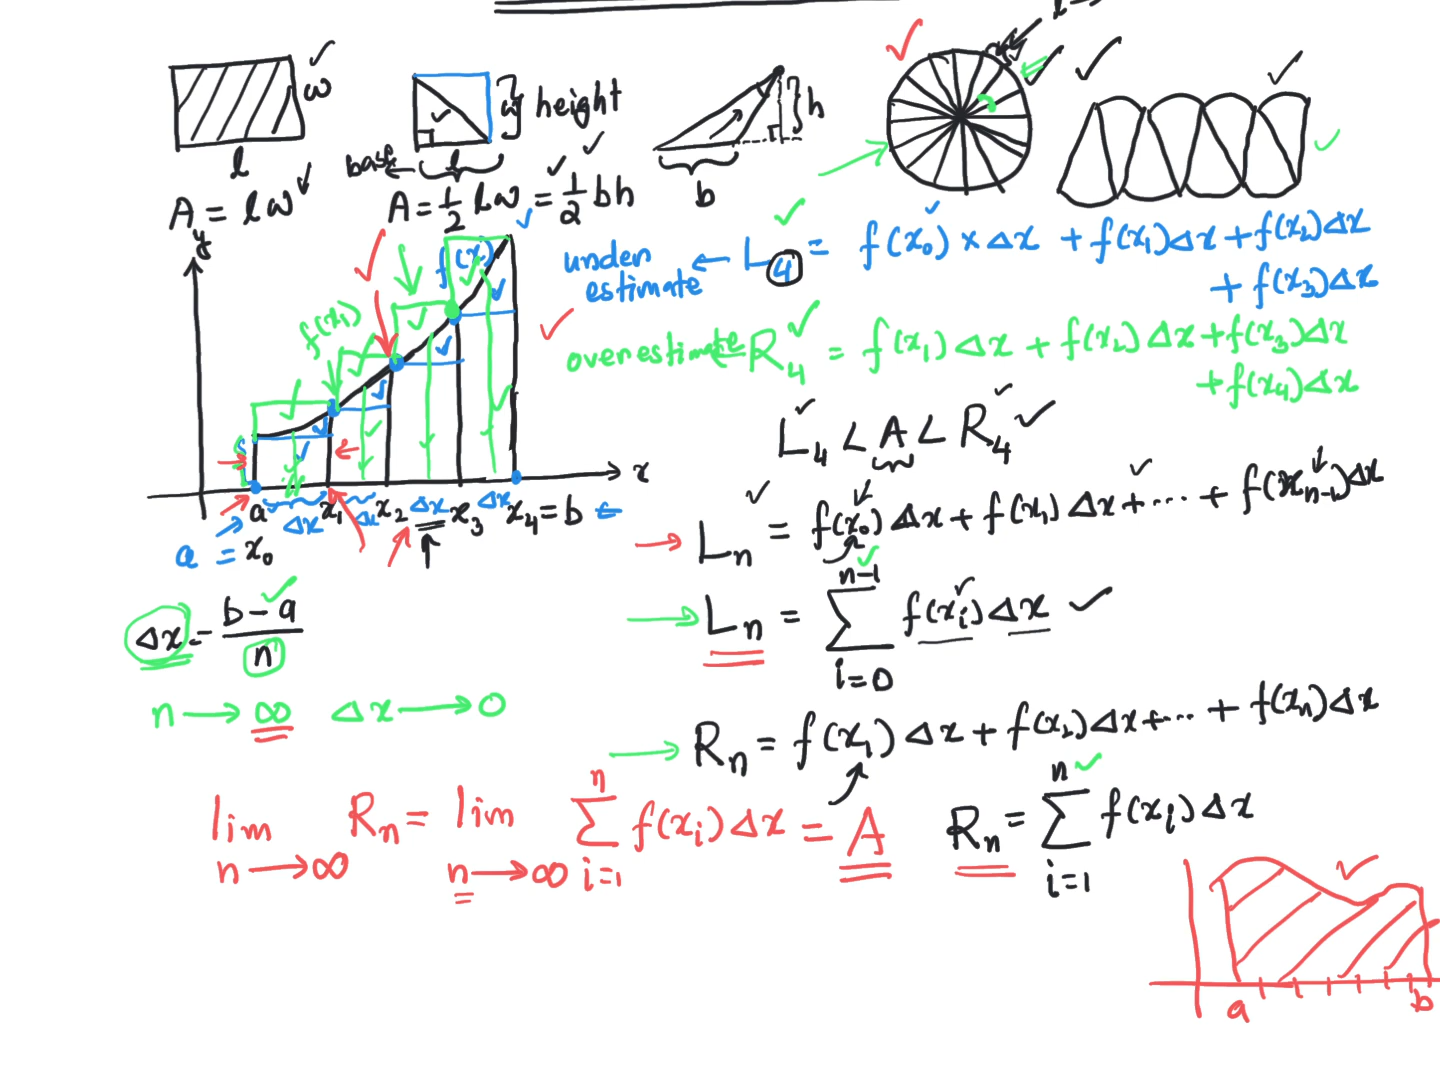 w
l
A = lw
w height
base l
A = 1/2 lw = 1/2 bh
h
b
y
f(x)
f(x₁)
x
a x₁ x₂ x₃ x₄ = b
Δx Δx Δx Δx
a = x₀
under estimate ← L₄ = f(x₀) × Δx + f(x₁)Δx + f(x₂)Δx
+ f(x₃)Δx
overestimate ← R₄ = f(x₁)Δx + f(x₂)Δx + f(x₃)Δx
+ f(x₄)Δx
L₄ < A < R₄
→ Lₙ = f(x₀)Δx + f(x₁)Δx + ... + f(xₙ₋₁)Δx
→ Lₙ = ∑_{i=0}^{n-1} f(xᵢ)Δx
Δx = (b - a)/n
n → ∞ Δx → 0
→ Rₙ = f(x₁)Δx + f(x₂)Δx + ... + f(xₙ)Δx
lim_{n→∞} Rₙ = lim_{n→∞} ∑_{i=1}^{n} f(xᵢ)Δx = A
Rₙ = ∑_{i=1}^{n} f(xᵢ)Δx
a b